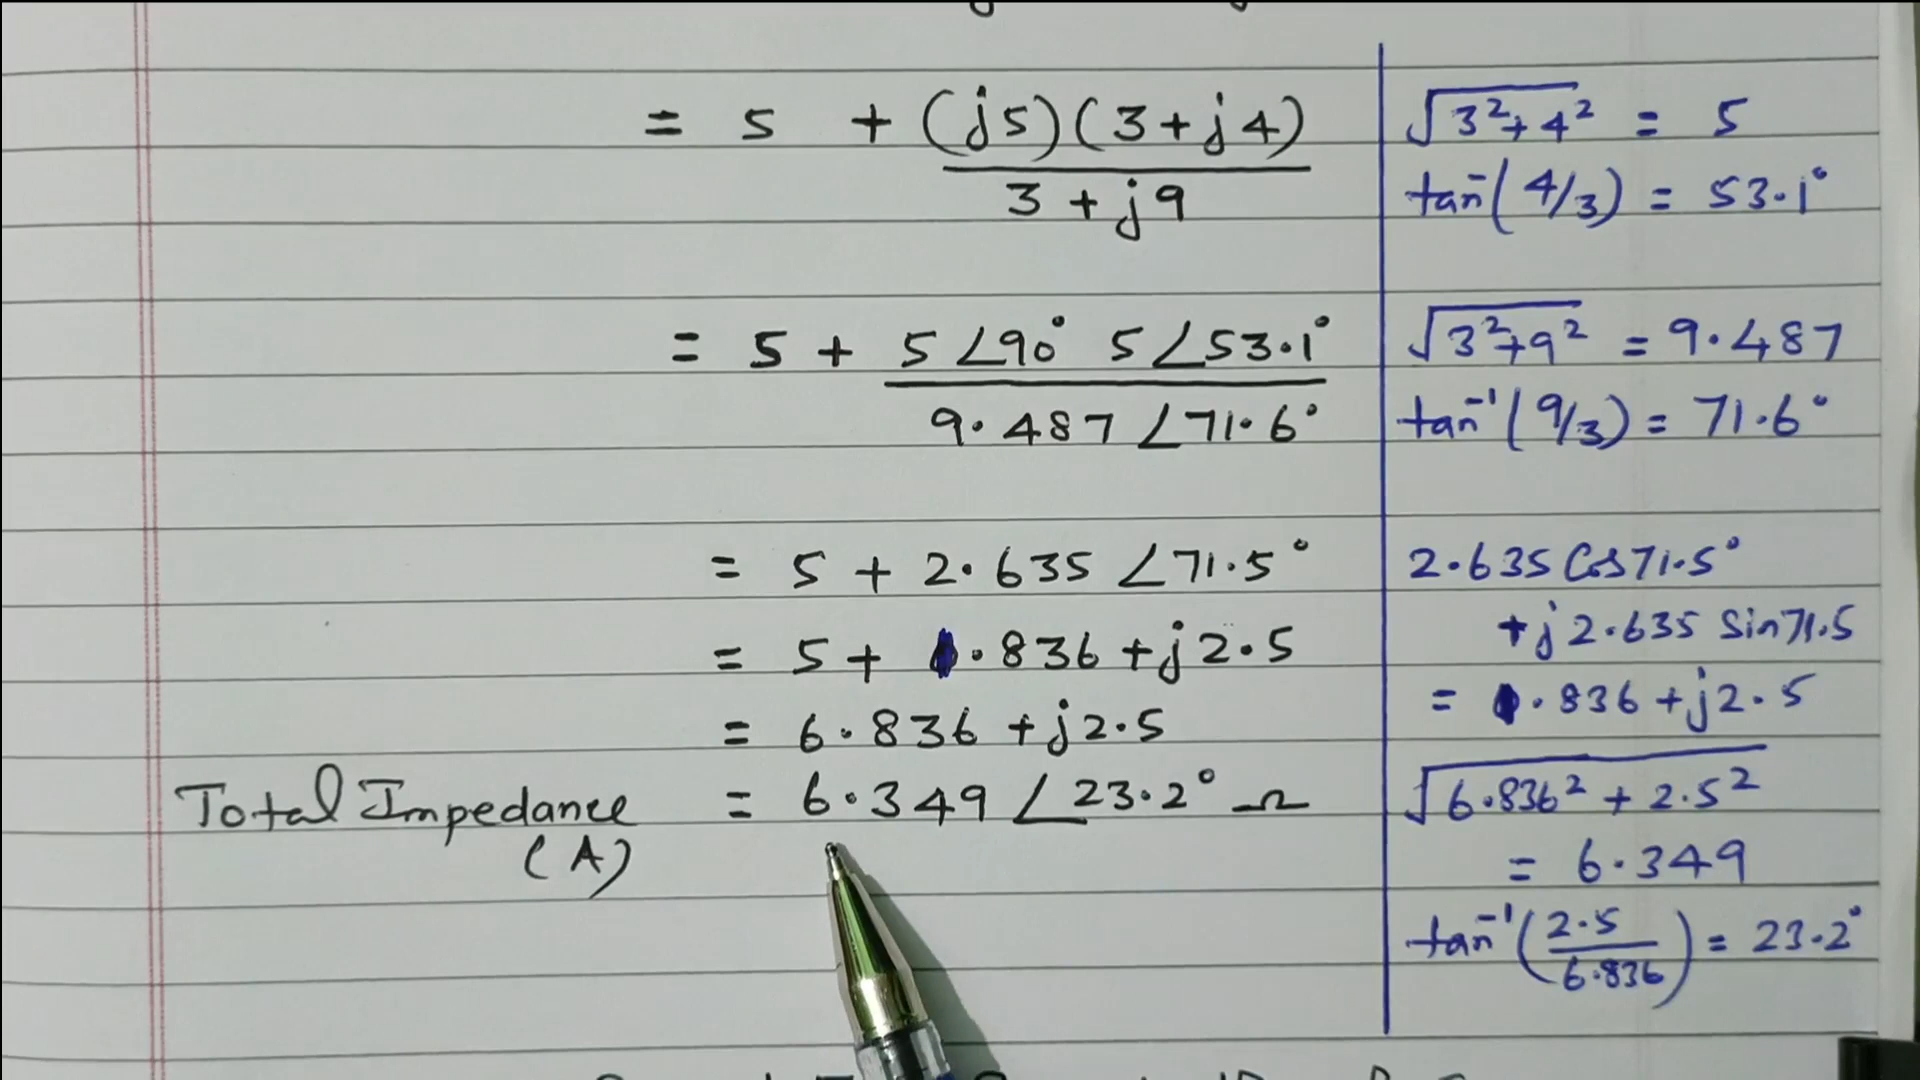 = 5 + (j5)(3+j4)
3 + j9
= 5 + 5∠90° 5∠53.1°
9.487∠71.6°
= 5 + 2.635∠71.5°
= 5 + .836 + j2.5
= 6.836 + j2.5
Total Impedance = 6.349∠23.2° Ω
(A)
√3²+4² = 5
tan⁻(4/3) = 53.1°
√3²+9² = 9.487
tan⁻¹(9/3) = 71.6°
2.635 Cos71.5°
+j2.635 Sin71.5
= .836 + j2.5
√6.836² + 2.5²
= 6.349
tan⁻¹(2.5/6.836) = 23.2°